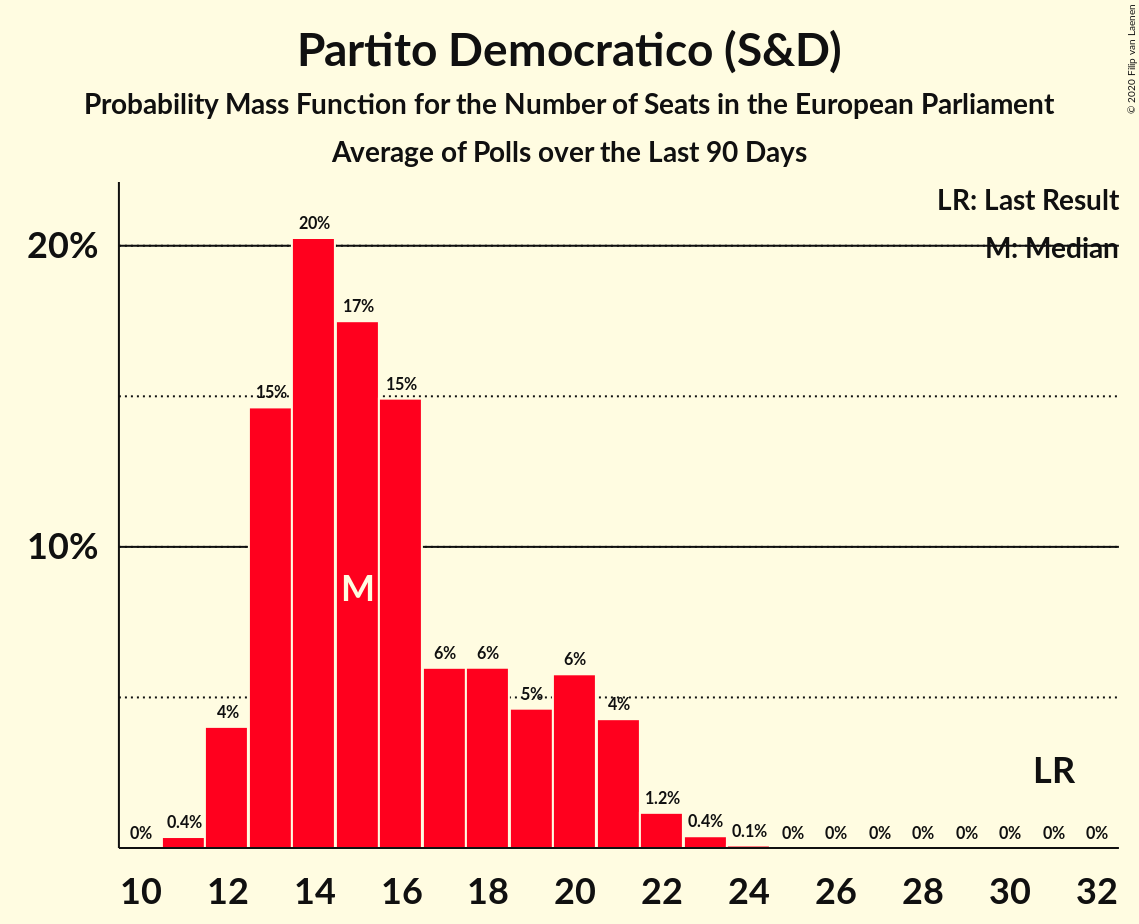 Partito Democratico (S&D)
Probability Mass Function for the Number of Seats in the European Parliament
Average of Polls over the Last 90 Days
© 2020 Filip van Laenen
LR: Last Result
M: Median
20%
10%
0%
0.4%
4%
15%
20%
17%
15%
6%
6%
5%
6%
4%
1.2%
0.4%
0.1%
0%
0%
0%
0%
0%
0%
0%
0%
M
LR
10 12 14 16 18 20 22 24 26 28 30 32